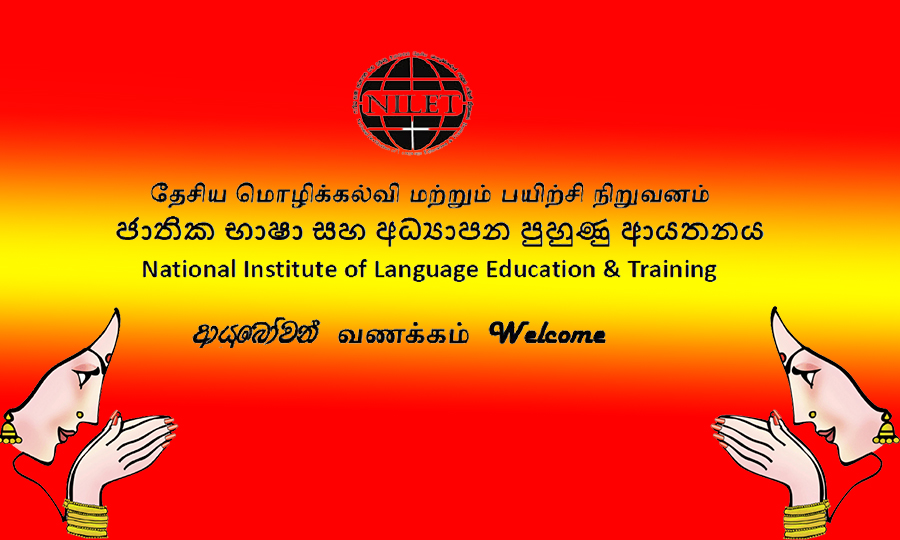 NILET
தேசிய மொழிக்கல்வி மற்றும் பயிற்சி நிறுவனம்
ජාතික භාෂා සහ අධ්‍යාපන පුහුණු ආයතනය
National Institute of Language Education & Training
ආයුබෝවන් வணக்கம் Welcome